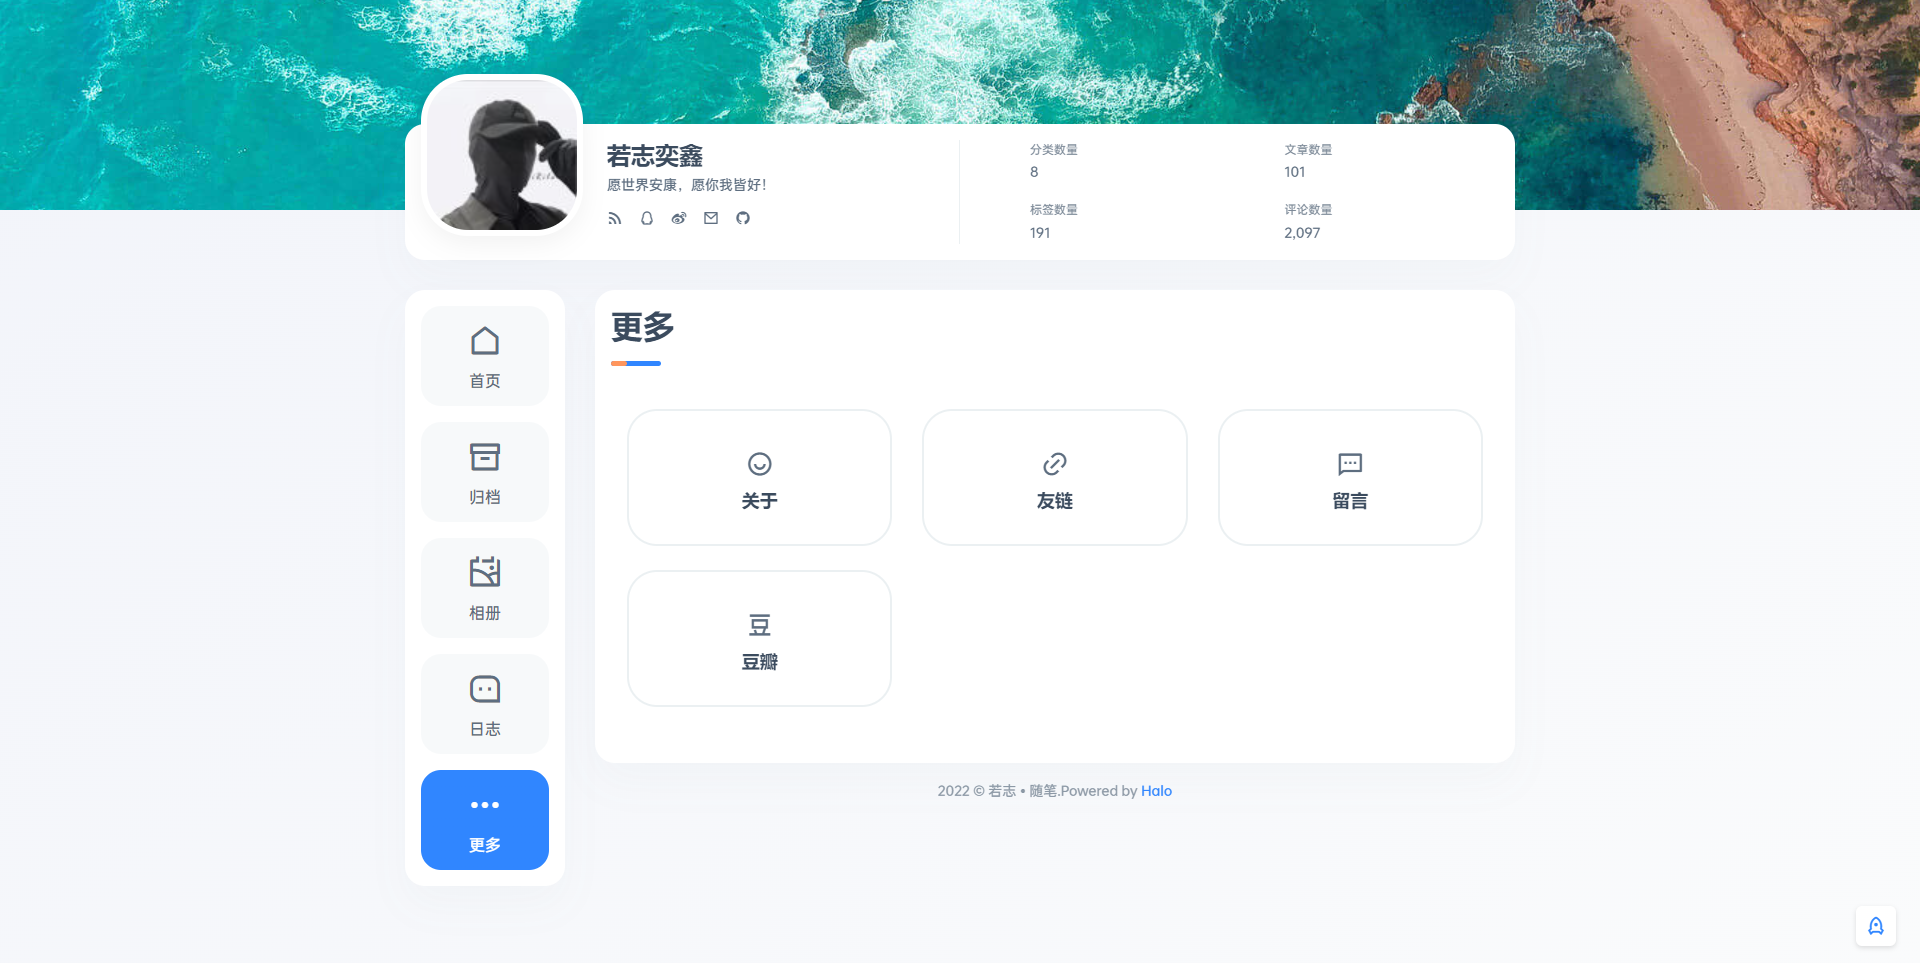 若志奕鑫
愿世界安康，愿你我皆好！
分类数量
8
文章数量
101
标签数量
191
评论数量
2,097
首页
归档
相册
日志
更多
更多
关于
友链
留言
豆
豆瓣
2022 © 若志 • 随笔.Powered by Halo